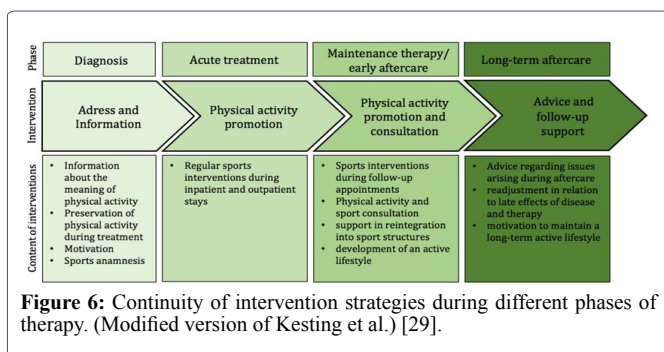 Phase
Diagnosis
Acute treatment
Maintenance therapy/
early aftercare
Long-term aftercare
Intervention
Adress and
Information
Physical activity
promotion
Physical activity
promotion and
consultation
Advice and
follow-up
support
Content of interventions
• Information
about the
meaning of
physical activity
• Preservation of
physical activity
during treatment
• Motivation
• Sports anamnesis
• Regular sports
interventions during
inpatient and outpatient
stays
• Sports interventions
during follow-up
appointments
• Physical activity and
sport consultation
• support in reintegration
into sport structures
• development of an active
lifestyle
• Advice regarding issues
arising during aftercare
• readjustment in relation
to late effects of disease
and therapy
• motivation to maintain a
long-term active lifestyle
Figure 6: Continuity of intervention strategies during different phases of
therapy. (Modified version of Kesting et al.) [29].